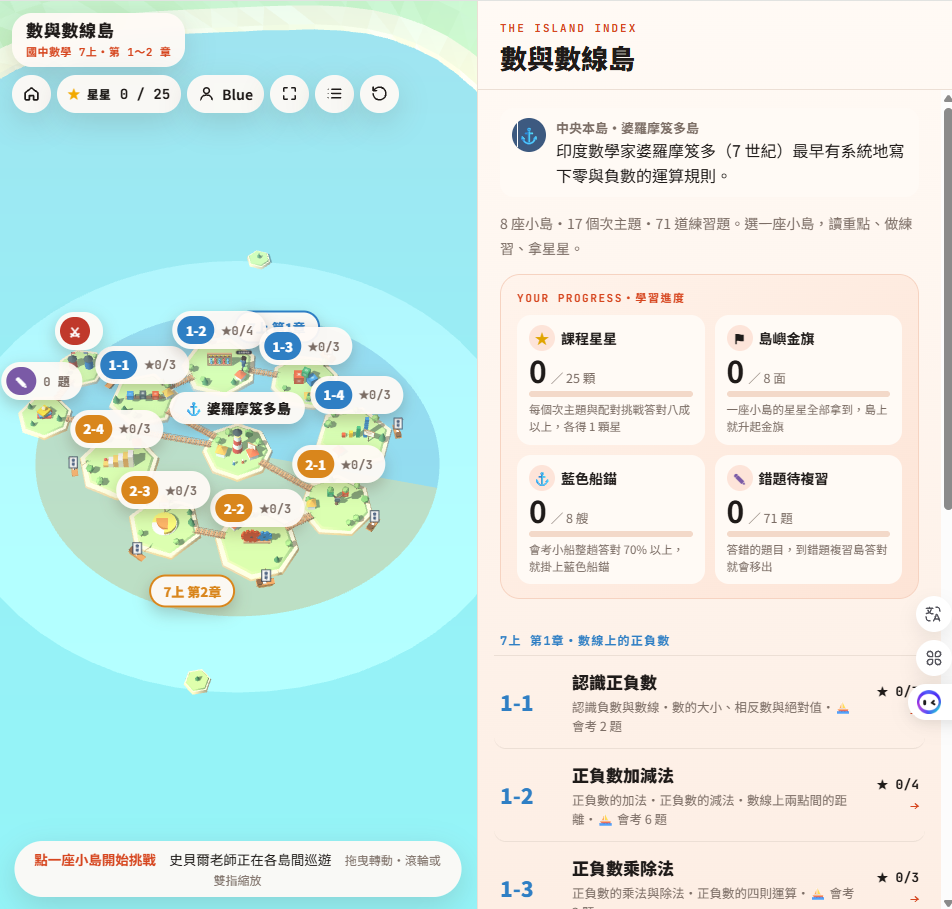 數與數線島
國中數學 7上・第 1～2 章
星星 0 / 25
Blue
1-2 ★0/4
第1章
1-3 ★0/3
1-1 ★0/3
0 題
1-4 ★0/3
婆羅摩笈多島
2-4 ★0/3
2-1 ★0/3
2-3 ★0/3
2-2 ★0/3
7上 第2章
點一座小島開始挑戰 史貝爾老師正在各島間巡遊 拖曳轉動・滾輪或
雙指縮放
THE ISLAND INDEX
數與數線島
中央本島・婆羅摩笈多島
印度數學家婆羅摩笈多（7 世紀）最早有系統地寫
下零與負數的運算規則。
8 座小島・17 個次主題・71 道練習題。選一座小島，讀重點、做練
習、拿星星。
YOUR PROGRESS・學習進度
課程星星
0 ／ 25 顆
每個次主題與配對挑戰答對八成
以上，各得 1 顆星
島嶼金旗
0 ／ 8 面
一座小島的星星全部拿到，島上
就升起金旗
藍色船錨
0 ／ 8 艘
會考小船整趟答對 70% 以上，
就掛上藍色船錨
錯題待複習
0 ／ 71 題
答錯的題目，到錯題複習島答對
就會移出
7上 第1章・數線上的正負數
1-1
認識正負數
認識負數與數線・數的大小、相反數與絕對值・
會考 2 題
★ 0/
1-2
正負數加減法
正負數的加法・正負數的減法・數線上兩點間的距
離・ 會考 6 題
★ 0/4
→
1-3
正負數乘除法
正負數的乘法與除法・正負數的四則運算・ 會考
★ 0/3
→